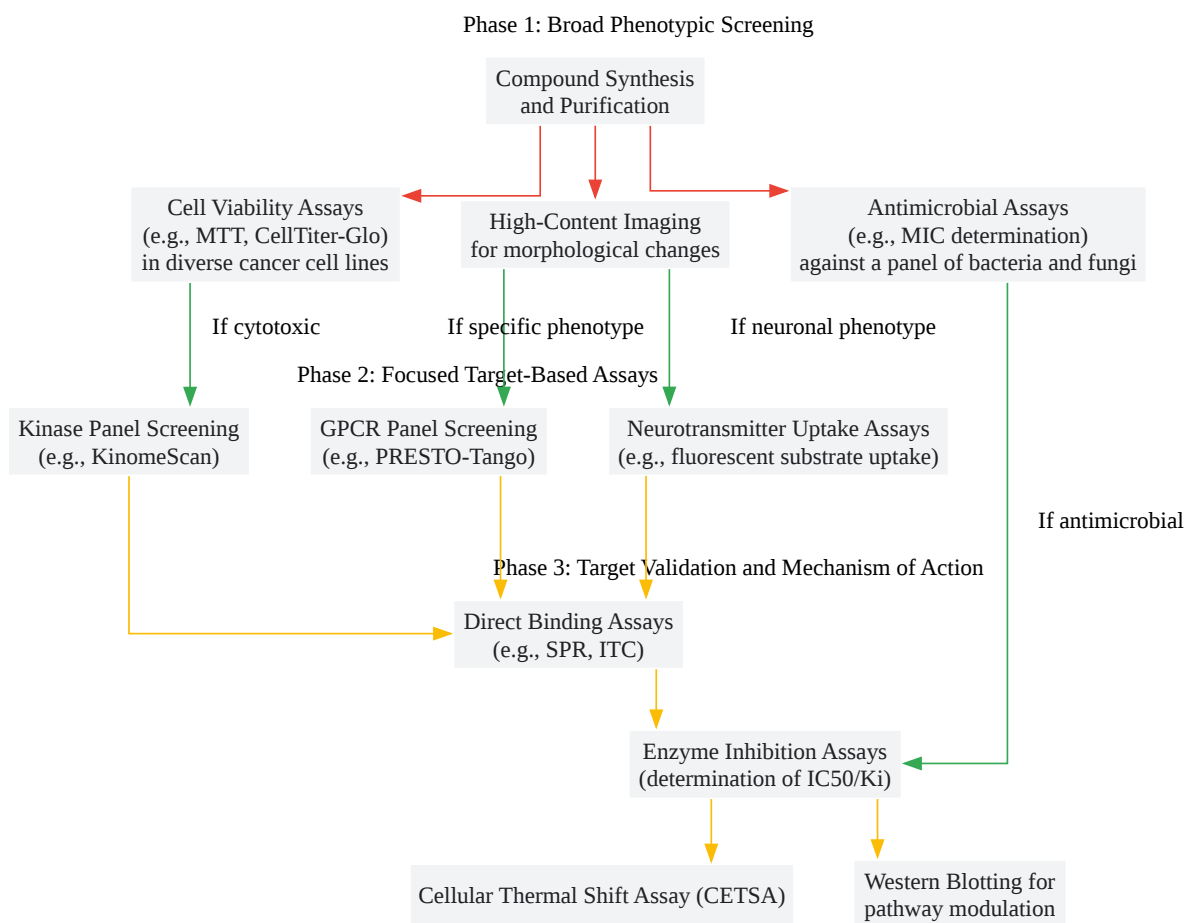 Phase 1: Broad Phenotypic Screening
Compound Synthesis
and Purification
Cell Viability Assays
(e.g., MTT, CellTiter-Glo)
in diverse cancer cell lines
High-Content Imaging
for morphological changes
Antimicrobial Assays
(e.g., MIC determination)
against a panel of bacteria and fungi
If cytotoxic
If specific phenotype
If neuronal phenotype
Phase 2: Focused Target-Based Assays
Kinase Panel Screening
(e.g., KinomeScan)
GPCR Panel Screening
(e.g., PRESTO-Tango)
Neurotransmitter Uptake Assays
(e.g., fluorescent substrate uptake)
If antimicrobial
Phase 3: Target Validation and Mechanism of Action
Direct Binding Assays
(e.g., SPR, ITC)
Enzyme Inhibition Assays
(determination of IC50/Ki)
Cellular Thermal Shift Assay (CETSA)
Western Blotting for
pathway modulation